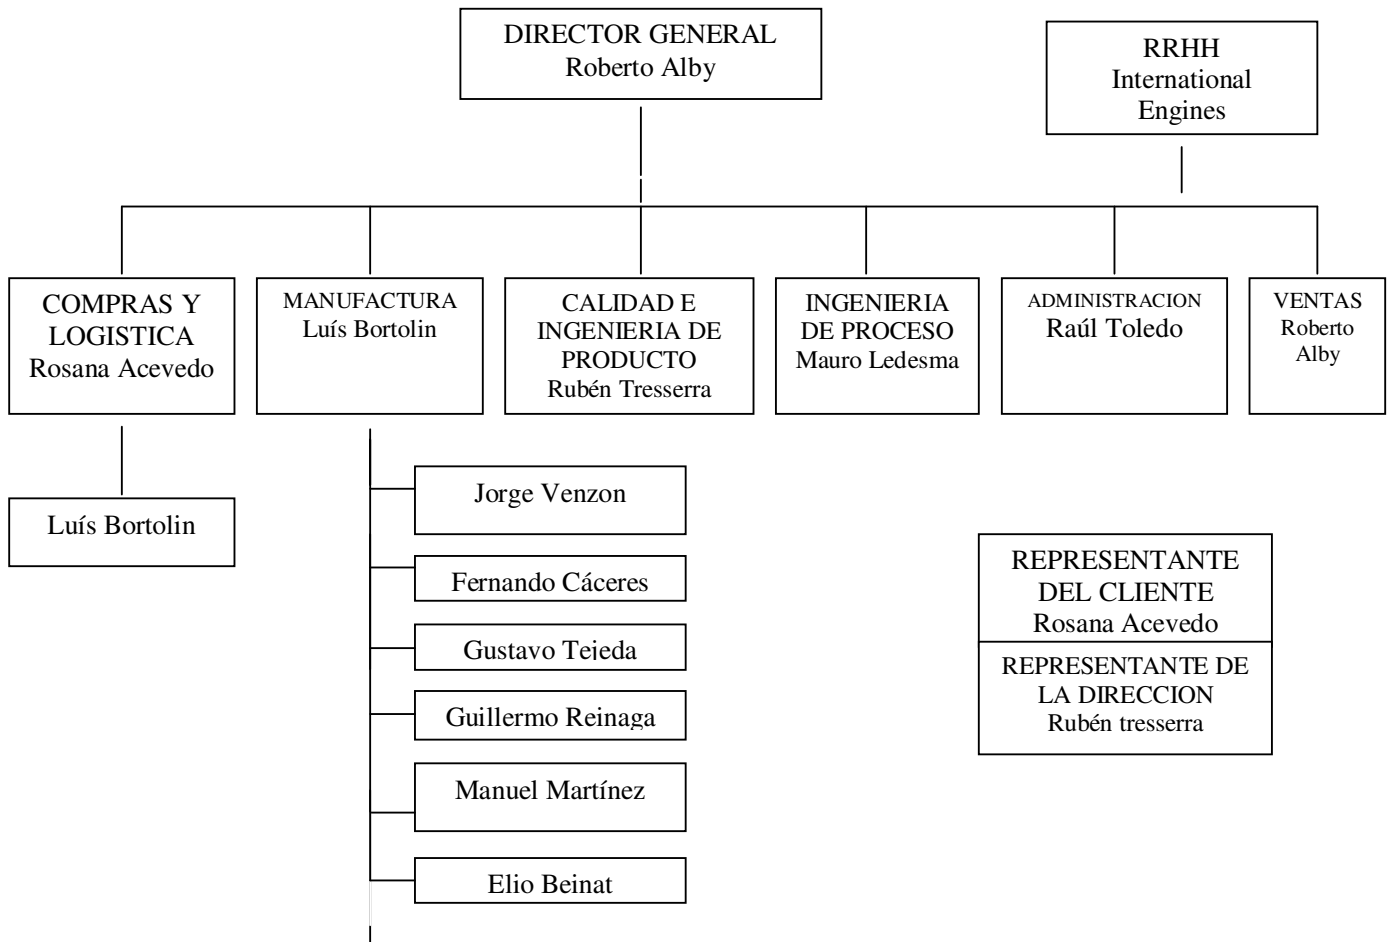 DIRECTOR GENERAL
Roberto Alby
RRHH
International
Engines
COMPRAS Y
LOGISTICA
Rosana Acevedo
MANUFACTURA
Luís Bortolin
CALIDAD E
INGENIERIA DE
PRODUCTO
Rubén Tresserra
INGENIERIA
DE PROCESO
Mauro Ledesma
ADMINISTRACION
Raúl Toledo
VENTAS
Roberto
Alby
Luís Bortolin
Jorge Venzon
Fernando Cáceres
Gustavo Tejeda
Guillermo Reinaga
Manuel Martínez
Elio Beinat
REPRESENTANTE
DEL CLIENTE
Rosana Acevedo
REPRESENTANTE DE
LA DIRECCION
Rubén tresserra